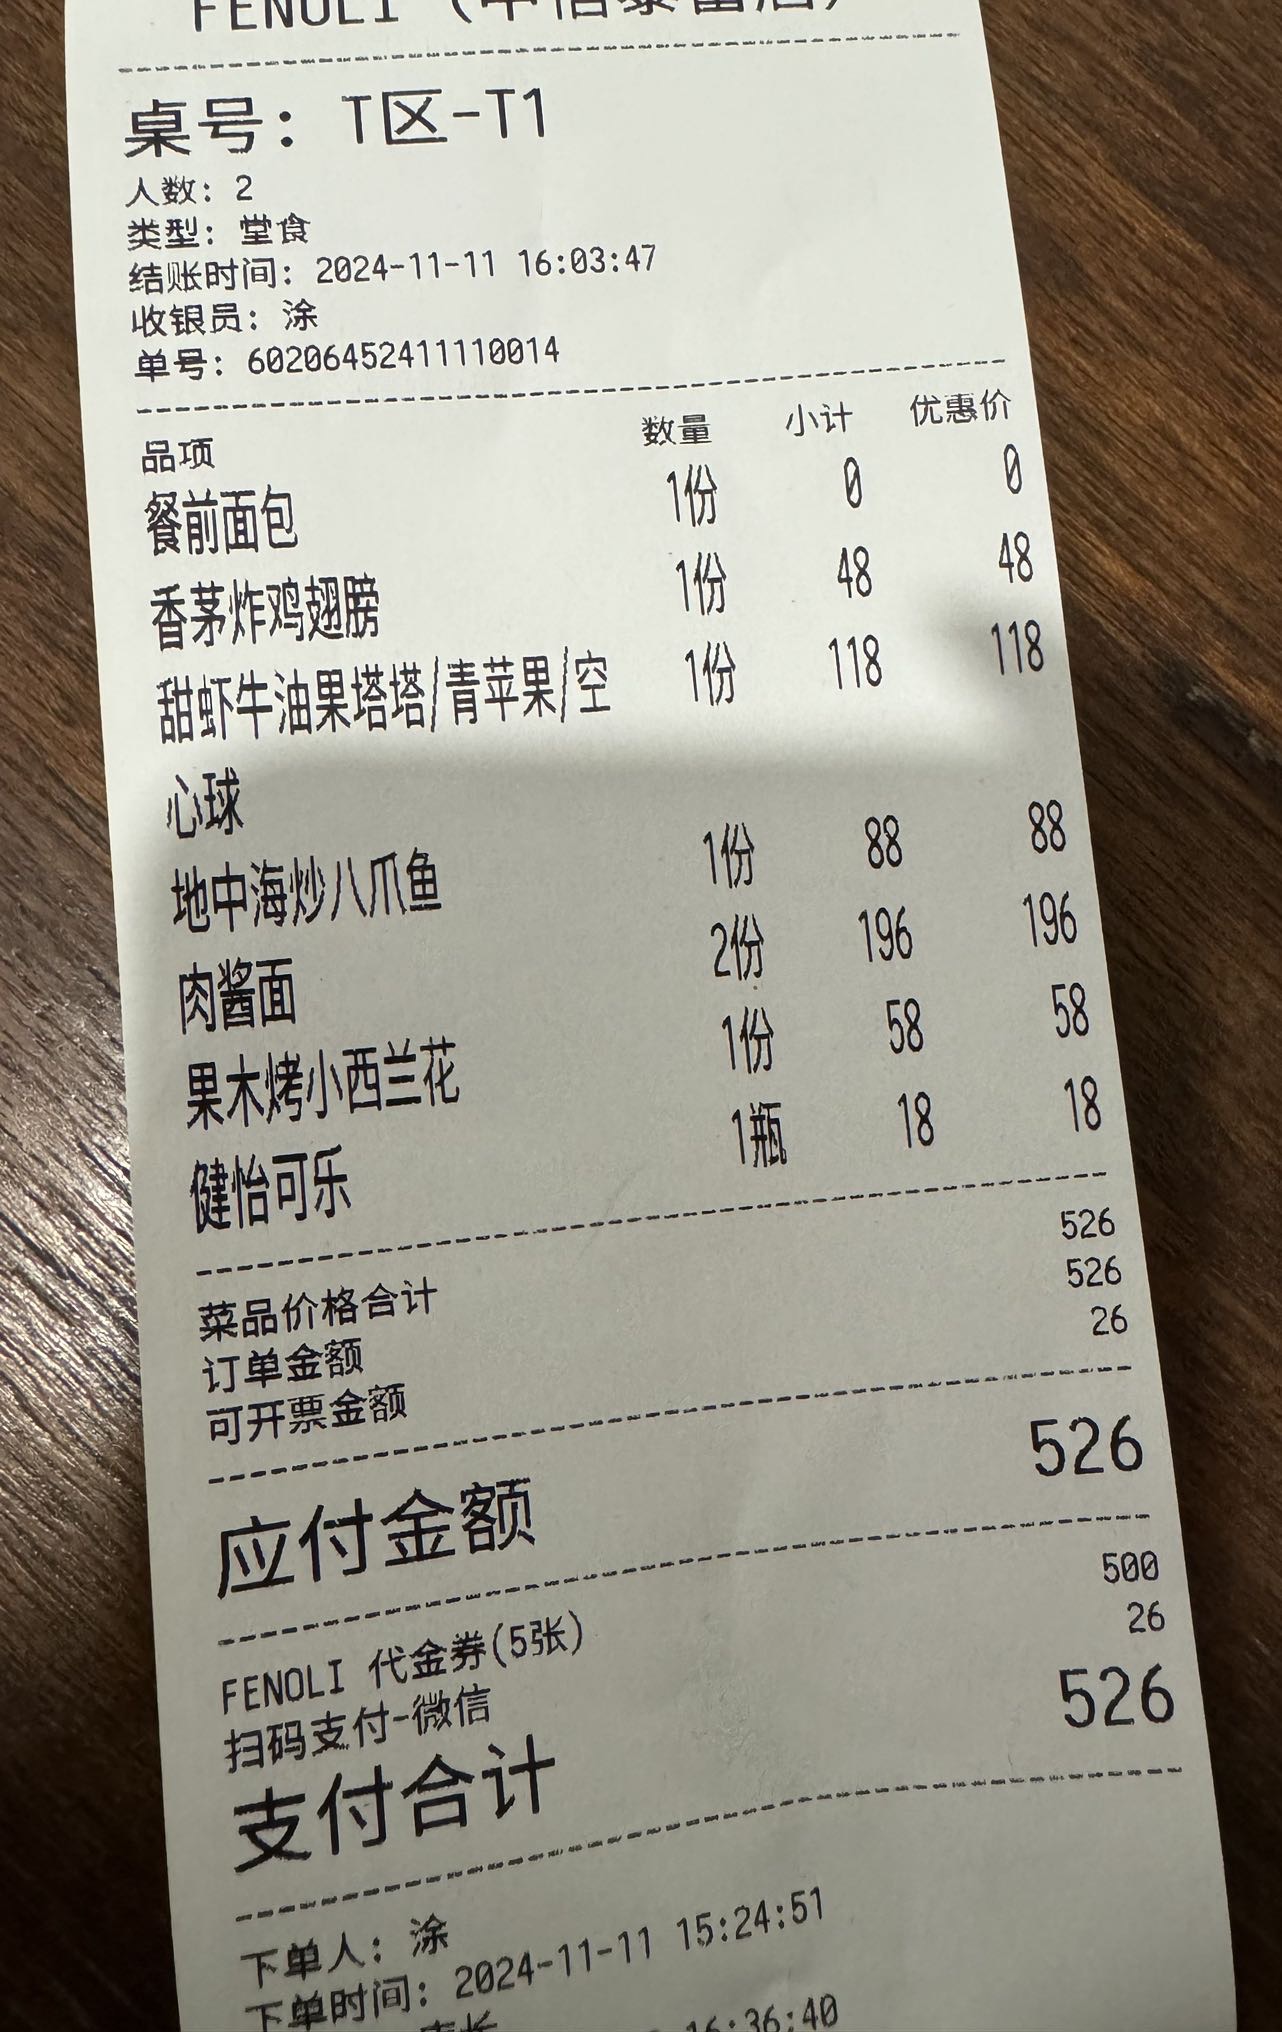 FENOLI
桌号: T区-T1
人数: 2
类型: 堂食
结账时间: 2024-11-11 16:03:47
收银员: 涂
单号: 60206452411110014
品项 数量 小计 优惠价
餐前面包 1份 0 0
香茅炸鸡翅膀 1份 48 48
甜虾牛油果塔塔/青苹果/空 1份 118 118
心球
地中海炒八爪鱼 1份 88 88
肉酱面 2份 196 196
果木烤小西兰花 1份 58 58
健怡可乐 1瓶 18 18
菜品价格合计 526
订单金额 526
可开票金额 26
应付金额 526
FENOLI 代金券(5张) 500
扫码支付-微信 26
支付合计 526
下单人: 涂
下单时间: 2024-11-11 15:24:51
16:36:40